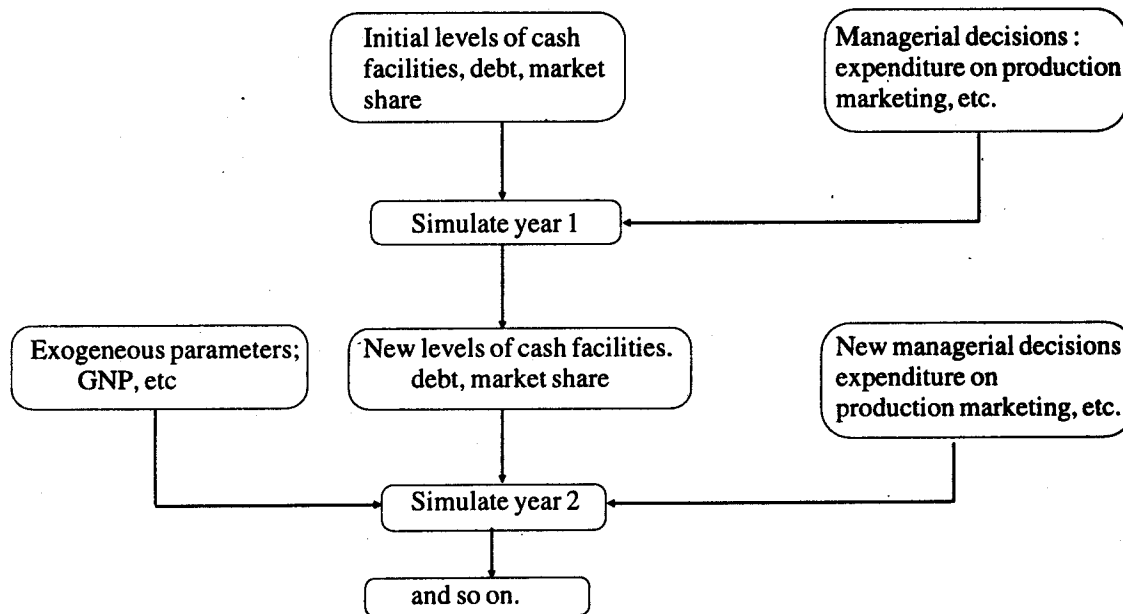 Initial levels of cash
facilities, debt, market
share
Managerial decisions :
expenditure on production
marketing, etc.
Simulate year 1
Exogeneous parameters;
GNP, etc
New levels of cash facilities.
debt, market share
New managerial decisions
expenditure on
production marketing, etc.
Simulate year 2
and so on.